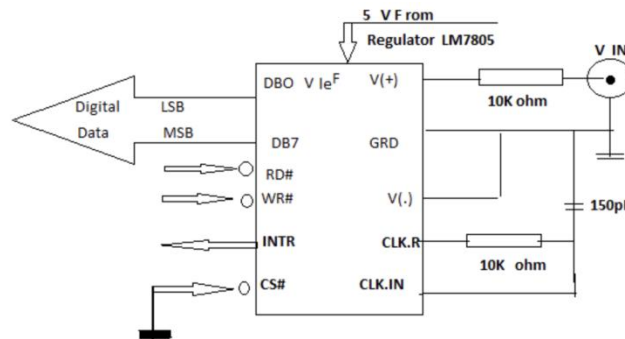 5 V F rom
Regulator LM7805
V IN
DBO V Ie^F V(+)
Digital LSB
10K ohm
Data MSB
DB7 GRD
RD#
WR# V(.)
150pl
INTR CLK.R
10K ohm
CS# CLK.IN